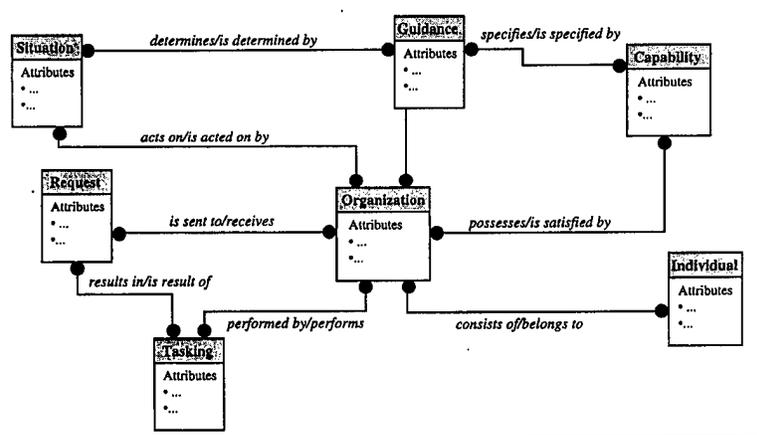 Situation
Attributes
• ...
•...
determines/is determined by
Guidance
Attributes
• ...
•...
specifies/is specified by
Capability
Attributes
• ...
•...
acts on/is acted on by
Request
Attributes
• ...
•...
is sent to/receives
Organization
Attributes
• ...
• ...
possesses/is satisfied by
Individual
Attributes
• ...
•...
results in/is result of
performed by/performs
consists of/belongs to
Tasking
Attributes
• ...
•...